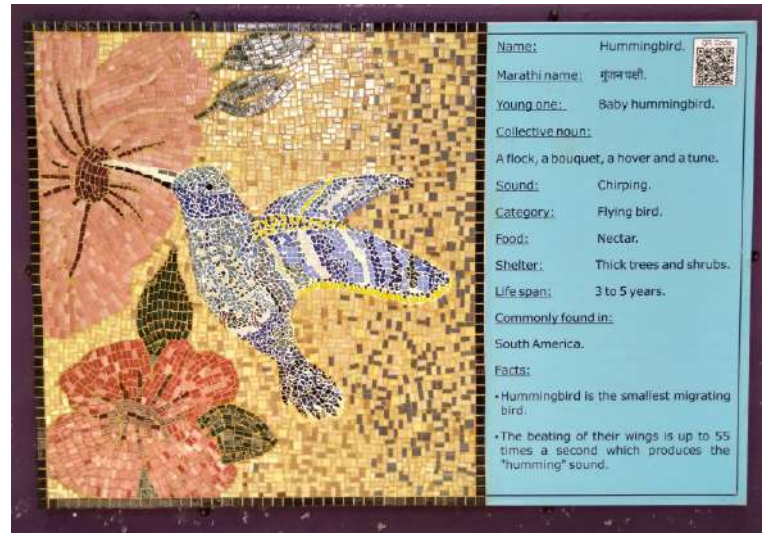 QR Code
Name: Hummingbird.
Marathi name: गुंजन पक्षी.
Young one: Baby hummingbird.
Collective noun:
A flock, a bouquet, a hover and a tune.
Sound: Chirping.
Category: Flying bird.
Food: Nectar.
Shelter: Thick trees and shrubs.
Life span: 3 to 5 years.
Commonly found in:
South America.
Facts:
•Hummingbird is the smallest migrating
bird.
•The beating of their wings is up to 55
times a second which produces the
"humming" sound.